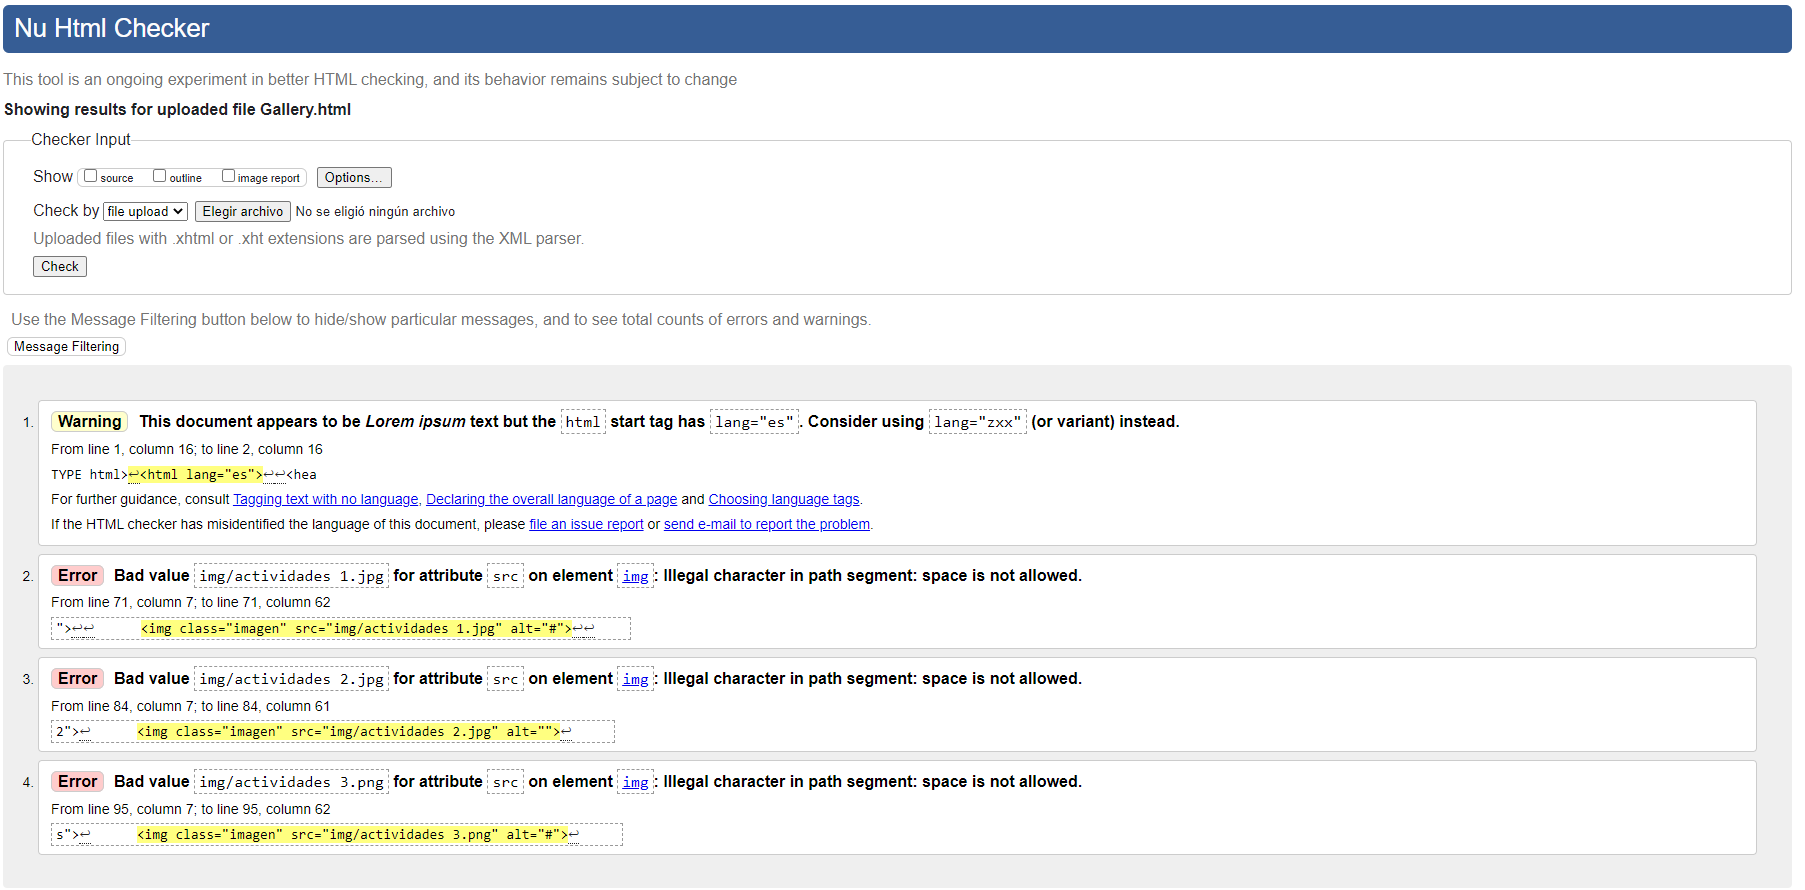 Nu Html Checker
This tool is an ongoing experiment in better HTML checking, and its behavior remains subject to change
Showing results for uploaded file Gallery.html
Checker Input
Show source outline image report Options...
Check by file upload Elegir archivo No se eligió ningún archivo
Uploaded files with .xhtml or .xht extensions are parsed using the XML parser.
Check
Use the Message Filtering button below to hide/show particular messages, and to see total counts of errors and warnings.
Message Filtering
1. Warning This document appears to be Lorem ipsum text but the html start tag has lang="es". Consider using lang="zxx" (or variant) instead.
From line 1, column 16; to line 2, column 16
TYPE html>↩<html lang="es">↩↩<hea
For further guidance, consult Tagging text with no language, Declaring the overall language of a page and Choosing language tags.
If the HTML checker has misidentified the language of this document, please file an issue report or send e-mail to report the problem.
2. Error Bad value img/actividades 1.jpg for attribute src on element img: Illegal character in path segment: space is not allowed.
From line 71, column 7; to line 71, column 62
">↩↩ <img class="imagen" src="img/actividades 1.jpg" alt="#">↩↩
3. Error Bad value img/actividades 2.jpg for attribute src on element img: Illegal character in path segment: space is not allowed.
From line 84, column 7; to line 84, column 61
2">↩ <img class="imagen" src="img/actividades 2.jpg" alt="">↩
4. Error Bad value img/actividades 3.png for attribute src on element img: Illegal character in path segment: space is not allowed.
From line 95, column 7; to line 95, column 62
s">↩ <img class="imagen" src="img/actividades 3.png" alt="#">↩